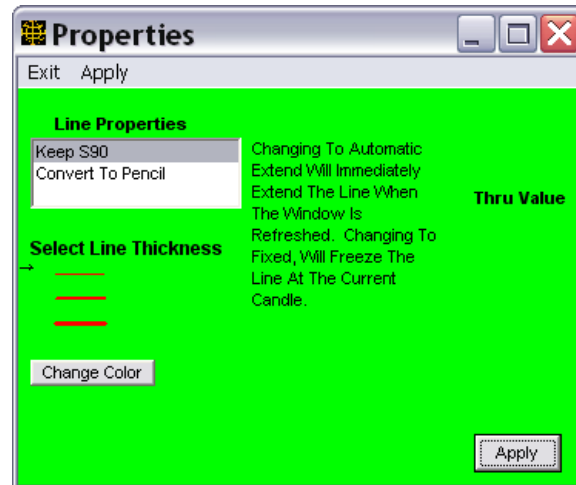 Properties
Exit Apply
Line Properties
Keep S90
Convert To Pencil
Changing To Automatic
Extend Will Immediately
Extend The Line When
The Window Is
Refreshed. Changing To
Fixed, Will Freeze The
Line At The Current
Candle.
Thru Value
Select Line Thickness
Change Color
Apply